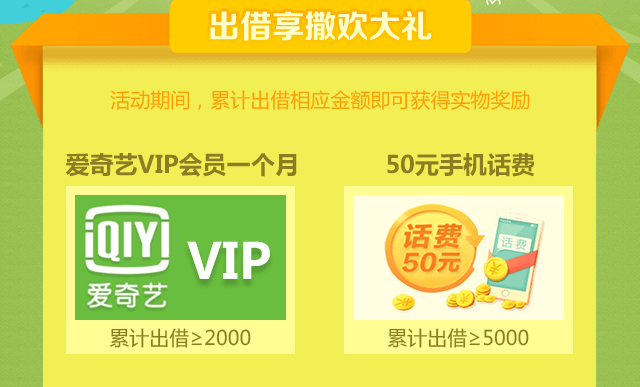 出借享撒欢大礼
活动期间，累计出借相应金额即可获得实物奖励
爱奇艺VIP会员一个月
50元手机话费
iQIYI
爱奇艺
VIP
话费
50元
话费
¥
累计出借≥2000
累计出借≥5000